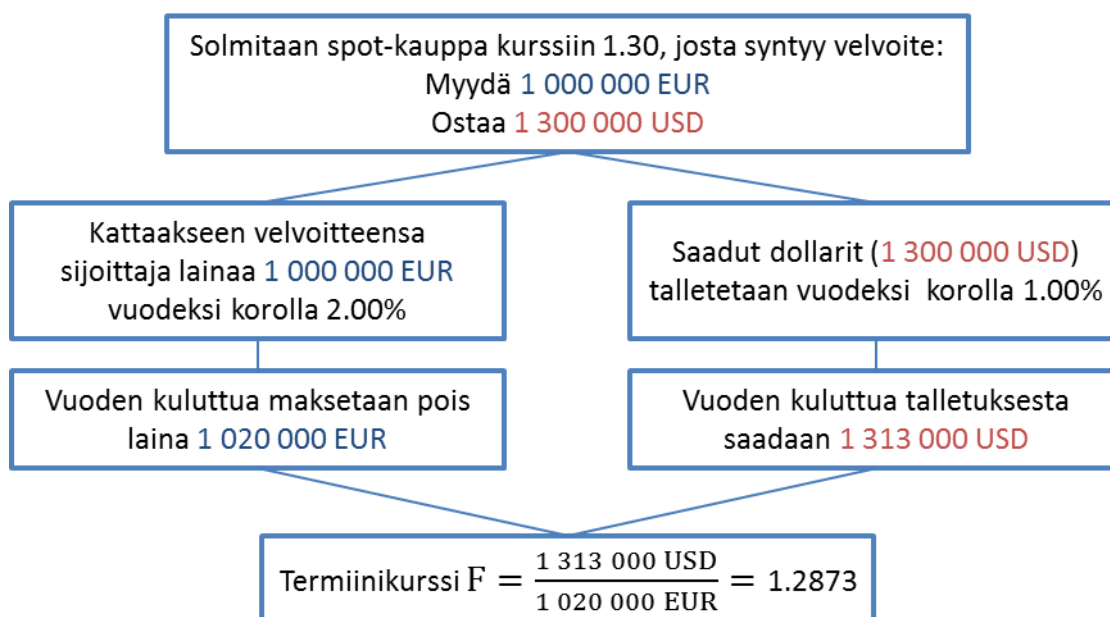 Solmitaan spot-kauppa kurssiin 1.30, josta syntyy velvoite:
Myydä 1 000 000 EUR
Ostaa 1 300 000 USD
Kattaakseen velvoitteensa
sijoittaja lainaa 1 000 000 EUR
vuodeksi korolla 2.00%
Saadut dollarit (1 300 000 USD)
talletetaan vuodeksi korolla 1.00%
Vuoden kuluttua maksetaan pois
laina 1 020 000 EUR
Vuoden kuluttua talletuksesta
saadaan 1 313 000 USD
Termiinikurssi F = 1 313 000 USD / 1 020 000 EUR = 1.2873